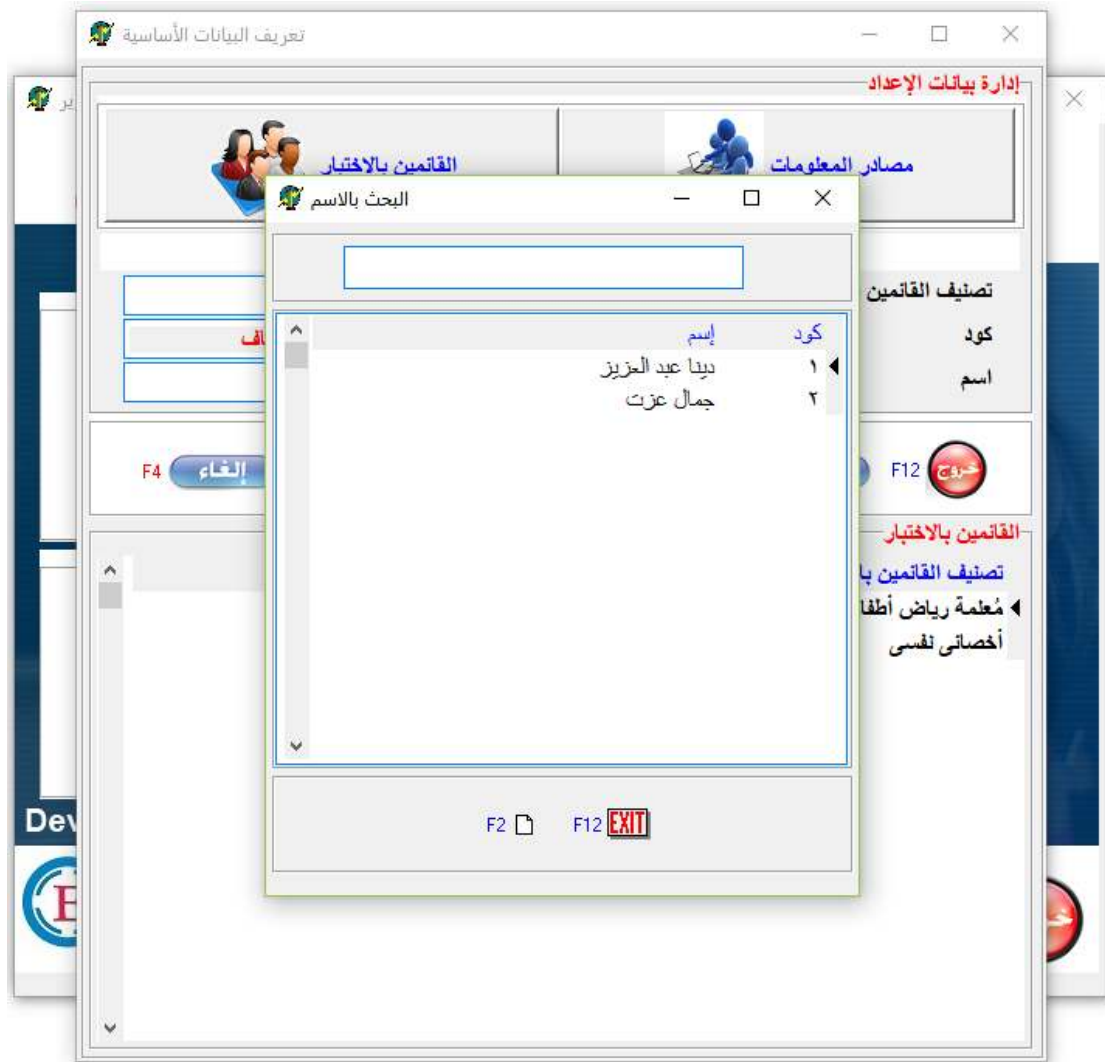 تعريف البيانات الأساسية
إدارة بيانات الإعداد
مصادر المعلومات
القائمين بالاختبار
البحث بالاسم
تصنيف القائمين
كود
اسم
كود إسم
١ دينا عبد العزيز
٢ جمال عزت
خروج F12
إلغاء F4
القائمين بالاختبار
تصنيف القائمين
مُعلمة رياض
أخصائى نفسى
EXIT F12
F2